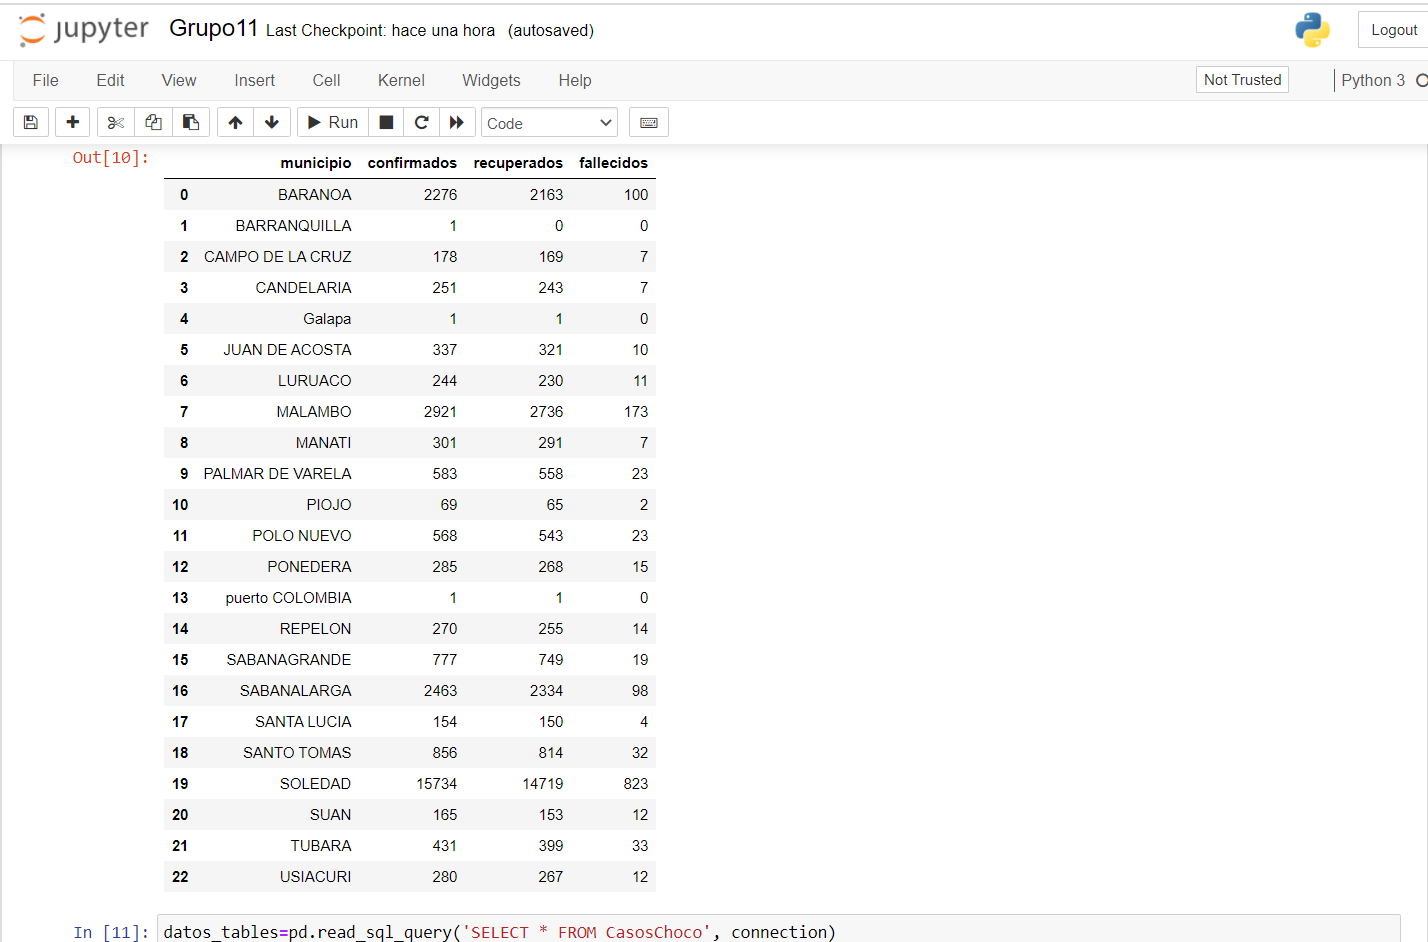 jupyter Grupo11 Last Checkpoint: hace una hora (autosaved) Logout
File Edit View Insert Cell Kernel Widgets Help Not Trusted Python 3
Run Code
Out[10]:
municipio confirmados recuperados fallecidos
0 BARANOA 2276 2163 100
1 BARRANQUILLA 1 0 0
2 CAMPO DE LA CRUZ 178 169 7
3 CANDELARIA 251 243 7
4 Galapa 1 1 0
5 JUAN DE ACOSTA 337 321 10
6 LURUACO 244 230 11
7 MALAMBO 2921 2736 173
8 MANATI 301 291 7
9 PALMAR DE VARELA 583 558 23
10 PIOJO 69 65 2
11 POLO NUEVO 568 543 23
12 PONEDERA 285 268 15
13 puerto COLOMBIA 1 1 0
14 REPELON 270 255 14
15 SABANAGRANDE 777 749 19
16 SABANALARGA 2463 2334 98
17 SANTA LUCIA 154 150 4
18 SANTO TOMAS 856 814 32
19 SOLEDAD 15734 14719 823
20 SUAN 165 153 12
21 TUBARA 431 399 33
22 USIACURI 280 267 12
In [11]: datos_tables=pd.read_sql_query('SELECT * FROM CasosChoco', connection)